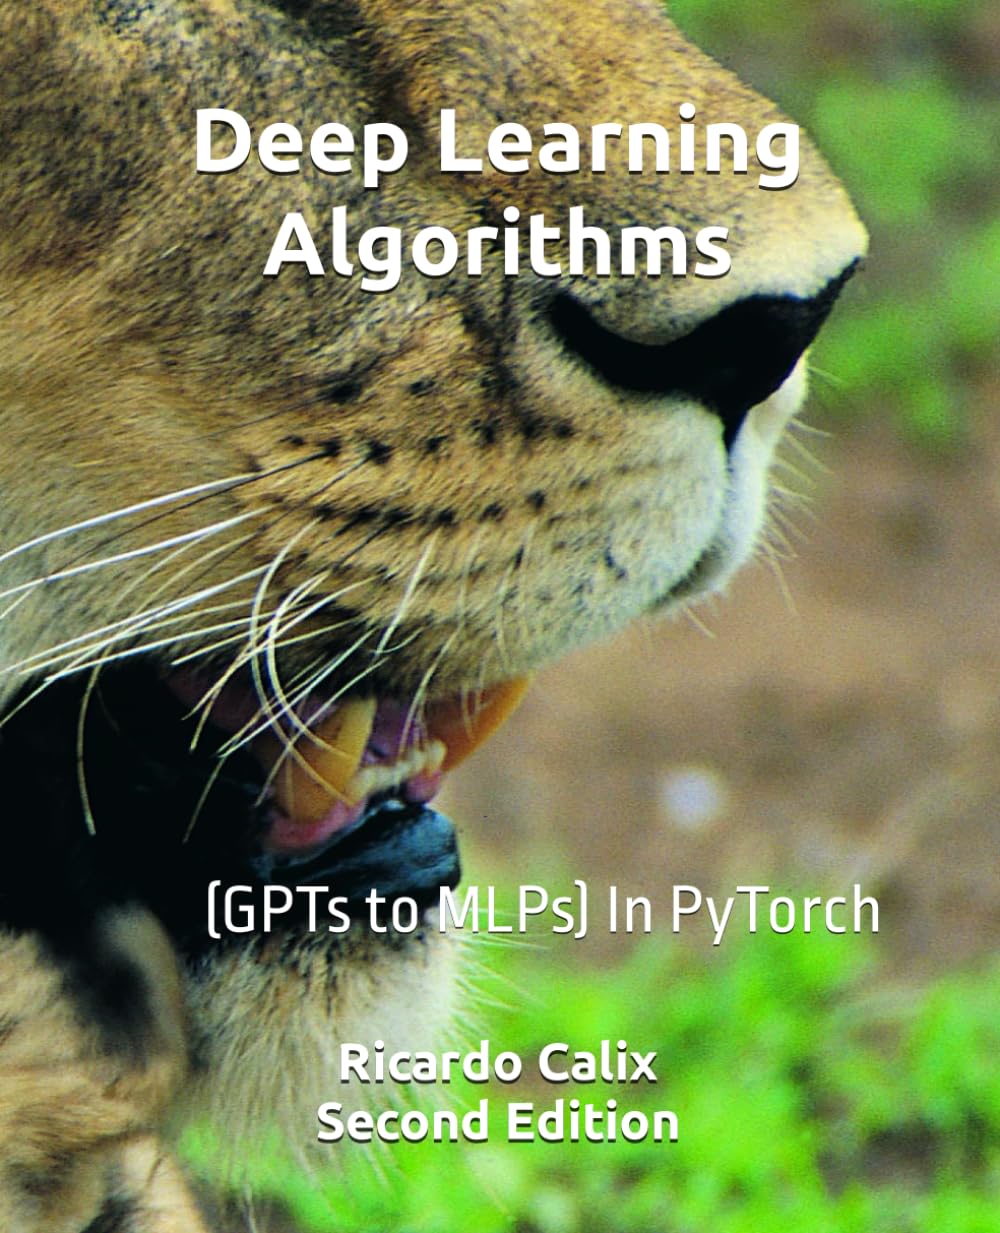 Deep Learning
Algorithms
(GPTs to MLPs) In PyTorch
Ricardo Calix
Second Edition